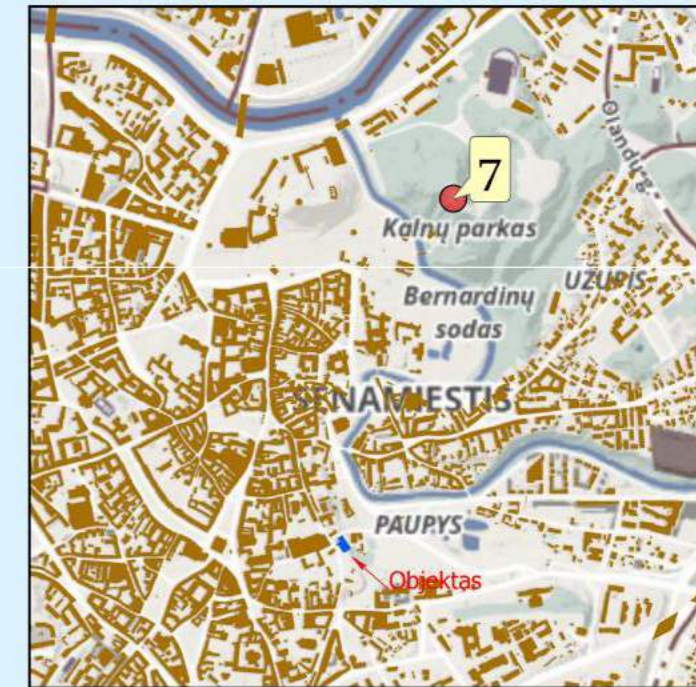 Olandų g.
7
Kalnų parkas
UŽUPIS
Bernardinų
sodas
SENAMIESTIS
PAUPYS
Objektas